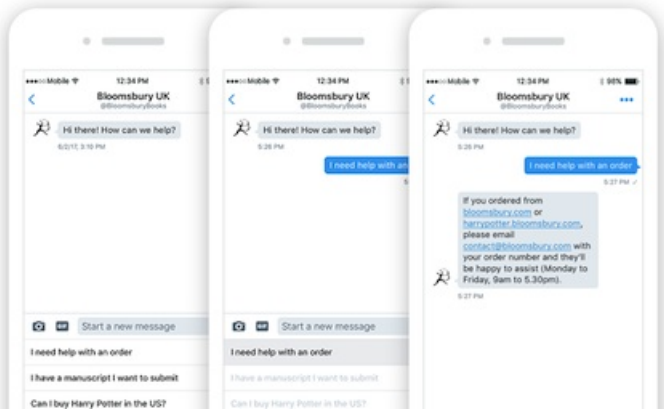 Mobile
12:34 PM
Bloomsbury UK
@BloomsburyBooks
Hi there! How can we help?
6/2/17, 3:19 PM
GIF
Start a new message
I need help with an order
I have a manuscript I want to submit
Can I buy Harry Potter in the US?
Mobile
12:34 PM
Bloomsbury UK
@BloomsburyBooks
Hi there! How can we help?
5:26 PM
I need help with an
GIF
Start a new message
I need help with an order
I have a manuscript I want to submit
Can I buy Harry Potter in the US?
Mobile
12:34 PM
98%
Bloomsbury UK
@BloomsburyBooks
Hi there! How can we help?
5:26 PM
I need help with an order
5:27 PM
If you ordered from
bloomsbury.com or
harrypotter.bloomsbury.com,
please email
contact@bloomsbury.com with
your order number and they'll
be happy to assist (Monday to
Friday, 9am to 5.30pm).
5:27 PM